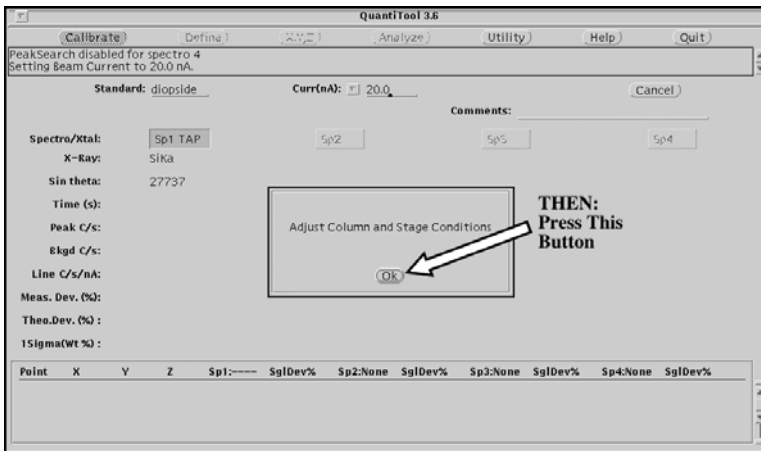 QuantiTool 3.6
Calibrate Define XYZ Analyze Utility Help Quit
PeakSearch disabled for spectro 4
Setting Beam Current to 20.0 nA.
Standard: diopside Curr(nA): 20.0 Cancel
Comments:
Spectro/Xtal: Sp1 TAP Sp2 Sp5 Sp4
X-Ray: SiKa
Sin theta: 27737
Time (s):
Peak C/s:
Bkgd C/s:
Line C/s/nA:
Meas. Dev. (%):
Theo.Dev. (%) :
1Sigma(Wt %) :
Adjust Column and Stage Conditions
Ok
THEN:
Press This
Button
Point X Y Z Sp1:---- SglDev% Sp2:None SglDev% Sp3:None SglDev% Sp4:None SglDev%